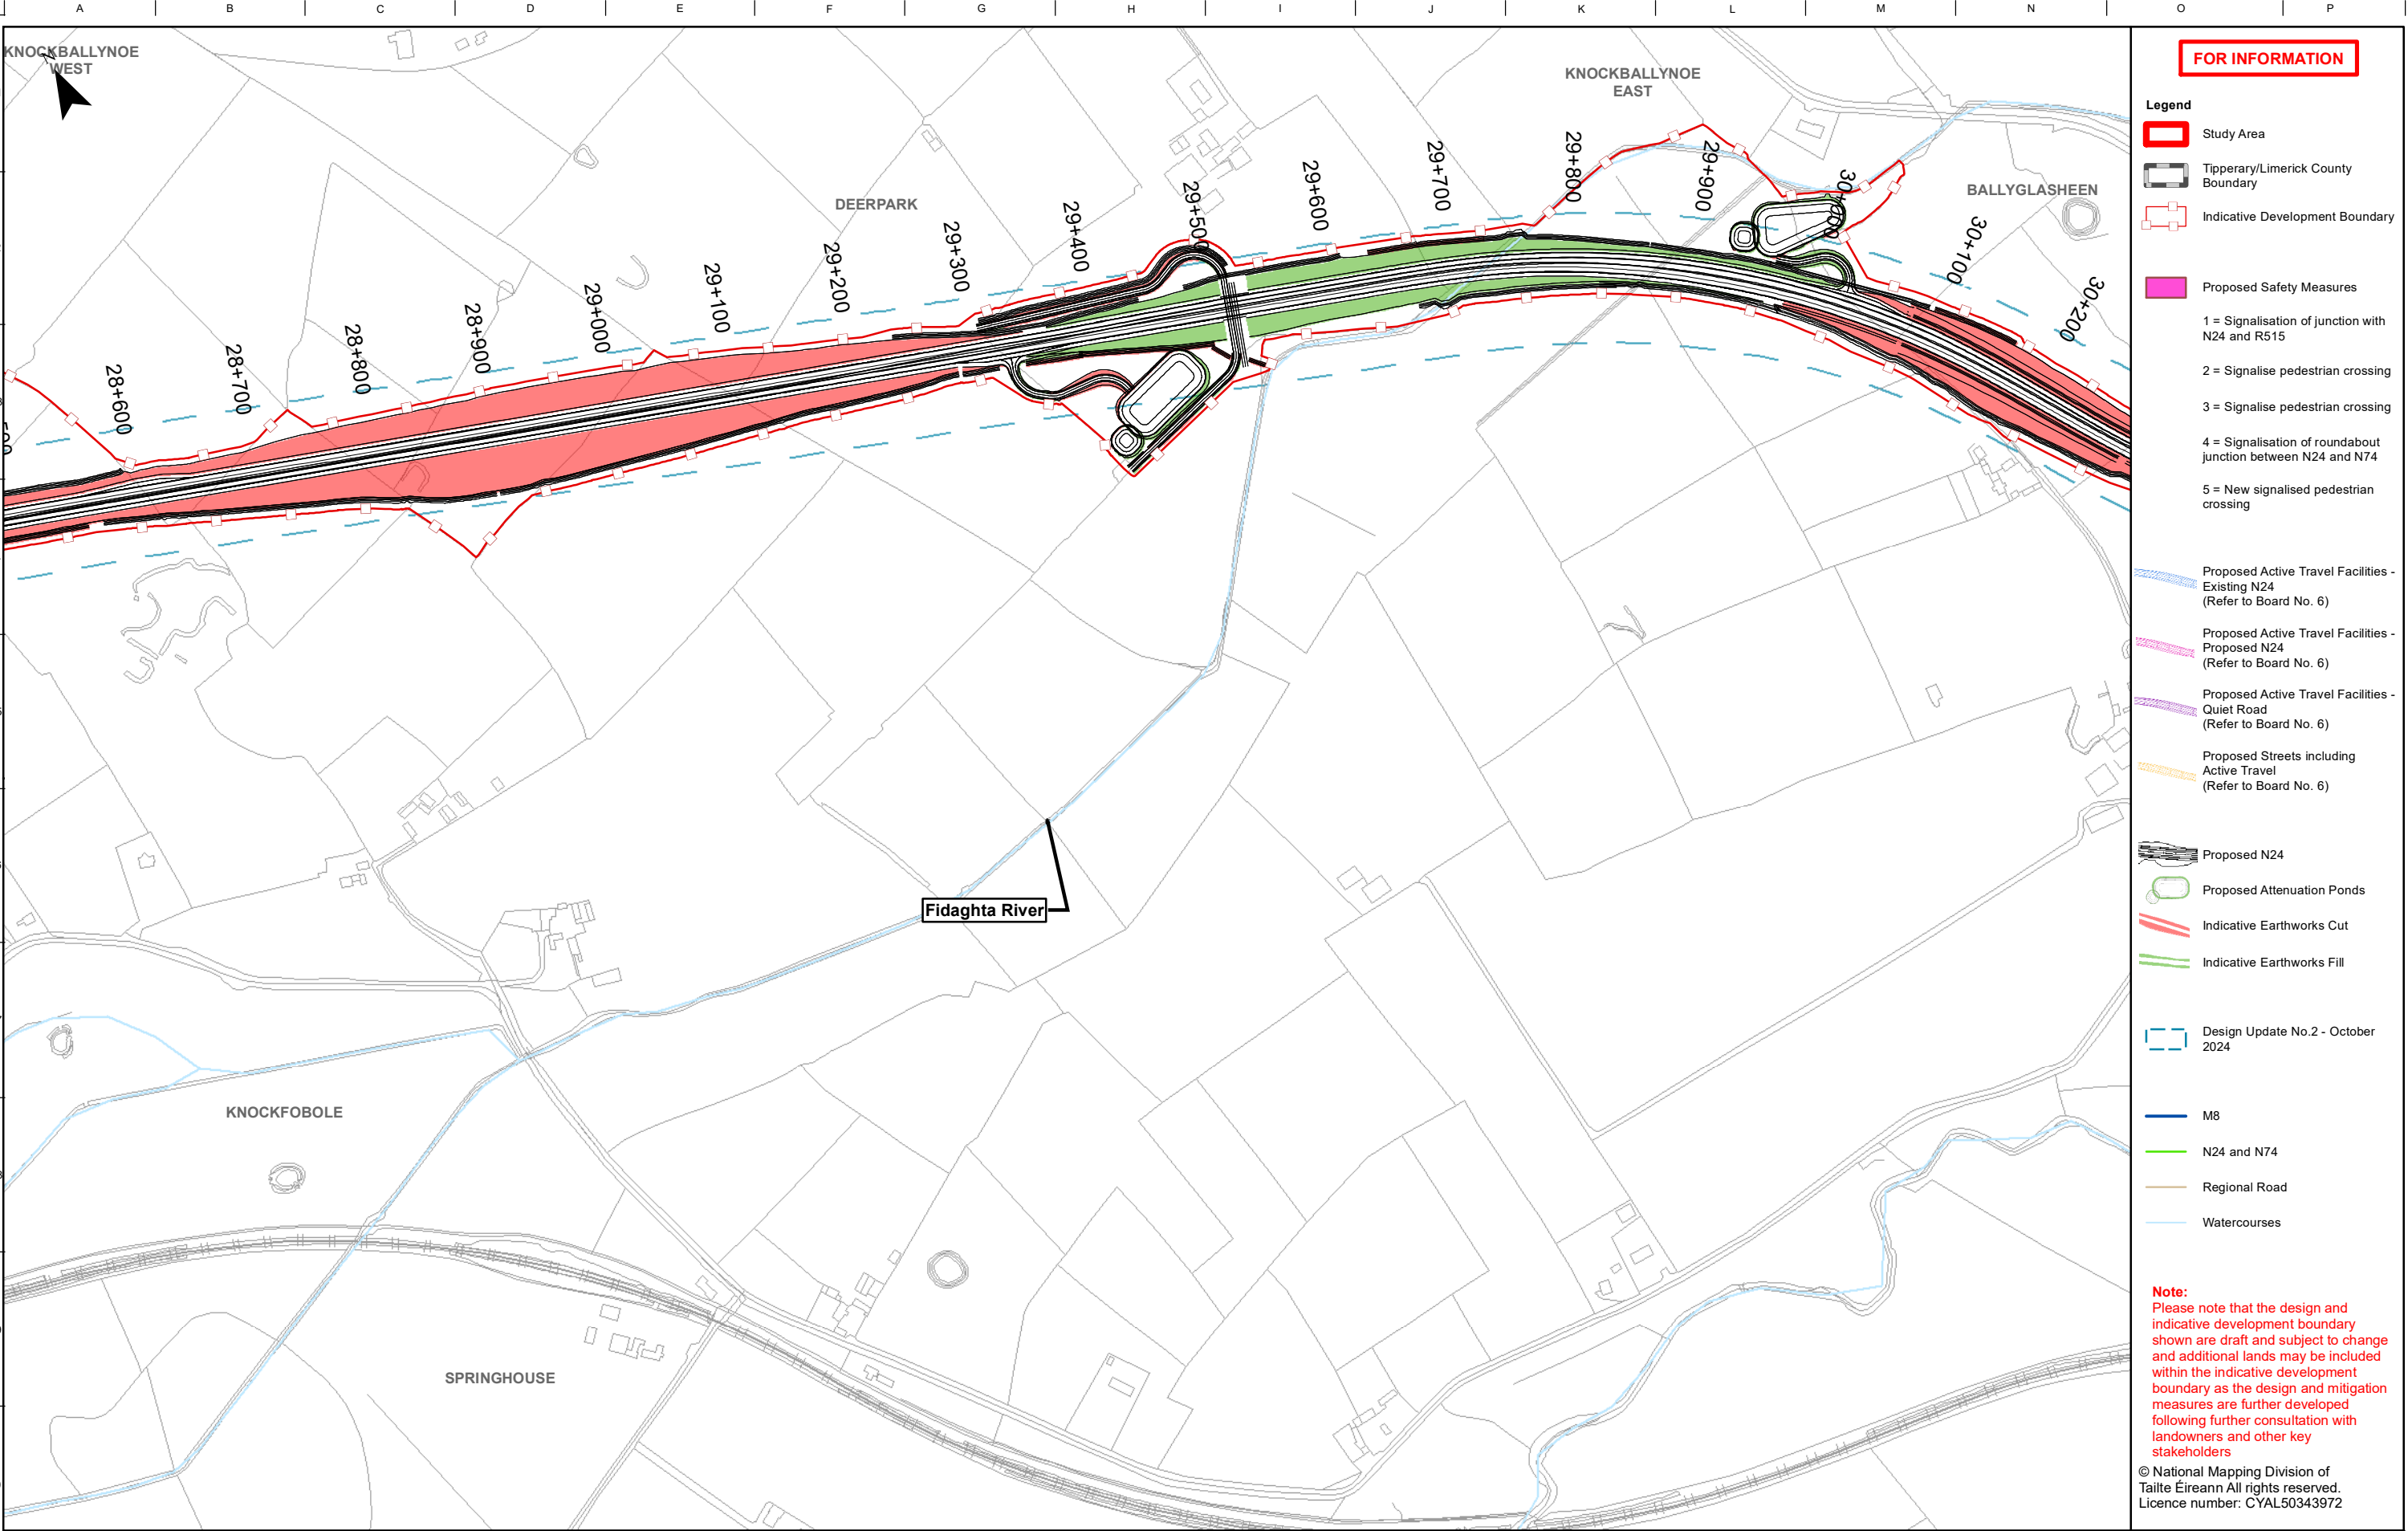 A B C D E F G H I J K L M N O P
KNOCKBALLYNOE
WEST
N
KNOCKBALLYNOE
EAST
DEERPARK
BALLYGLASHEEN
28+600
28+700
28+800
28+900
29+000
29+100
29+200
29+300
29+400
29+500
29+600
29+700
29+800
29+900
30+000
30+100
30+200
Fidaghta River
KNOCKFOBOLE
SPRINGHOUSE
FOR INFORMATION
Legend
Study Area
Tipperary/Limerick County
Boundary
Indicative Development Boundary
Proposed Safety Measures
1 = Signalisation of junction with
N24 and R515
2 = Signalise pedestrian crossing
3 = Signalise pedestrian crossing
4 = Signalisation of roundabout
junction between N24 and N74
5 = New signalised pedestrian
crossing
Proposed Active Travel Facilities -
Existing N24
(Refer to Board No. 6)
Proposed Active Travel Facilities -
Proposed N24
(Refer to Board No. 6)
Proposed Active Travel Facilities -
Quiet Road
(Refer to Board No. 6)
Proposed Streets including
Active Travel
(Refer to Board No. 6)
Proposed N24
Proposed Attenuation Ponds
Indicative Earthworks Cut
Indicative Earthworks Fill
Design Update No.2 - October
2024
M8
N24 and N74
Regional Road
Watercourses
Note:
Please note that the design and
indicative development boundary
shown are draft and subject to change
and additional lands may be included
within the indicative development
boundary as the design and mitigation
measures are further developed
following further consultation with
landowners and other key
stakeholders
© National Mapping Division of
Tailte Éireann All rights reserved.
Licence number: CYAL50343972